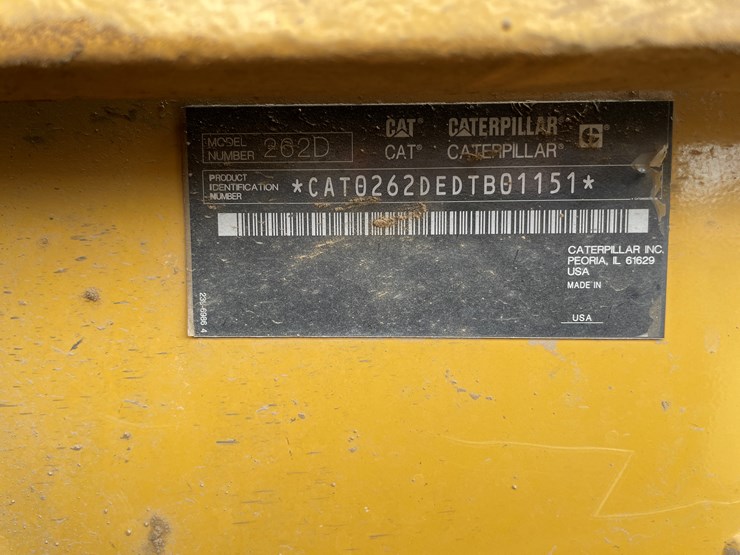 CAT® CATERPILLAR®
MODEL NUMBER 262D
CAT® CATERPILLAR®
PRODUCT IDENTIFICATION NUMBER
*CAT0262DEDTB01151*
CATERPILLAR INC.
PEORIA, IL 61629
USA
MADE IN
USA